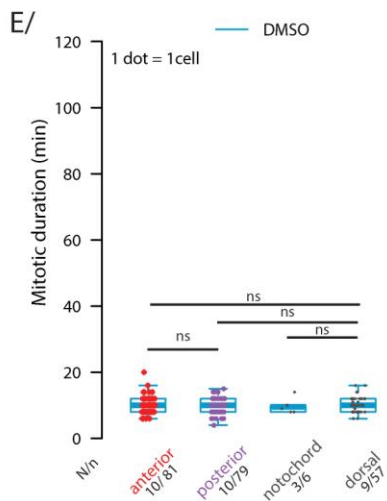 E/
DMSO
1 dot = 1cell
Mitotic duration (min)
120
100
80
60
40
20
0
ns
ns
ns
ns
N/n
anterior
10/81
posterior
10/79
notochord
3/6
dorsal
9/57